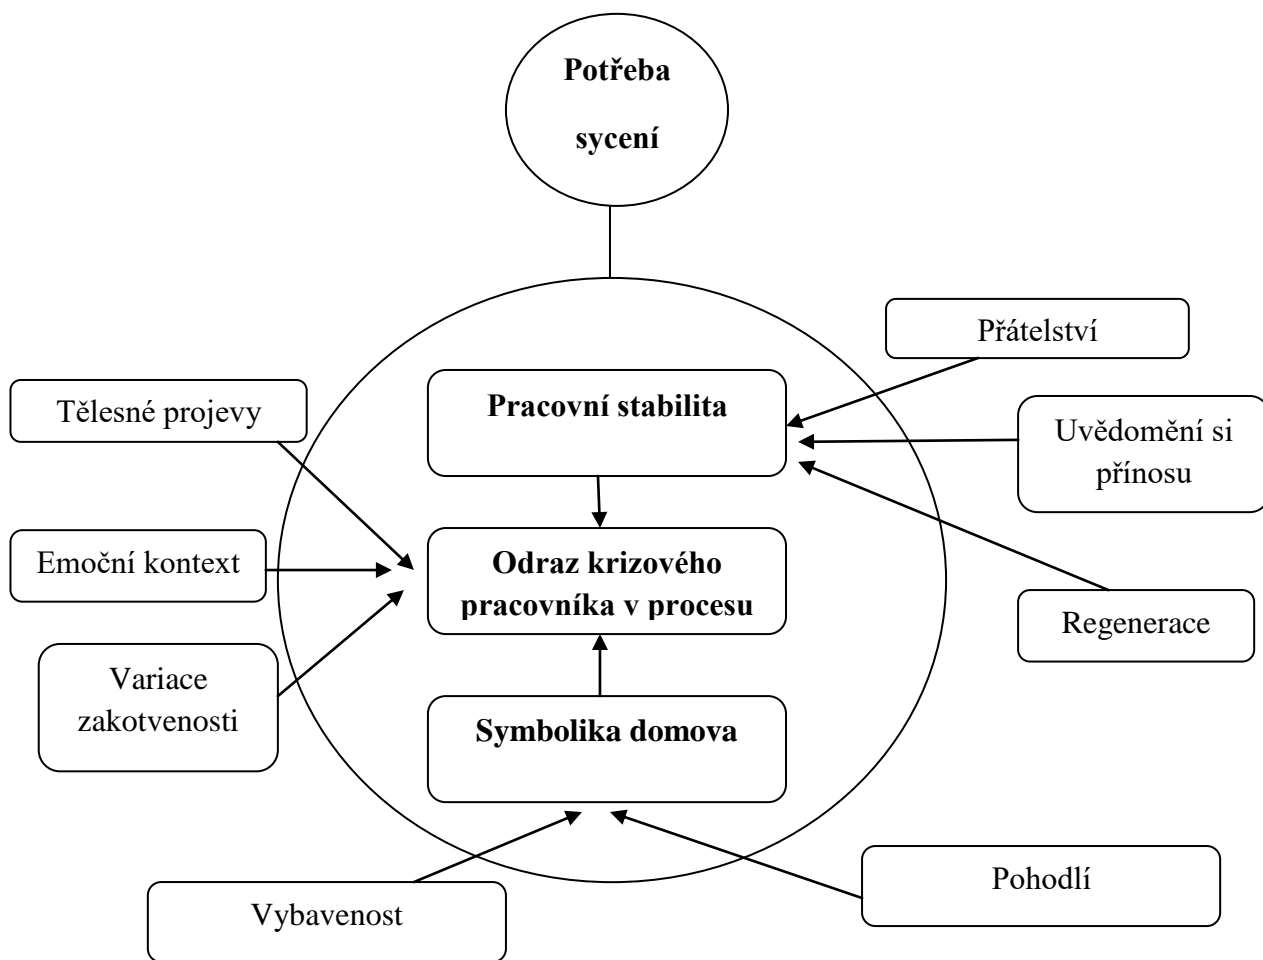 Potřeba
sycení
Přátelství
Tělesné projevy
Pracovní stabilita
Uvědomění si
přínosu
Emoční kontext
Odraz krizového
pracovníka v procesu
Regenerace
Variace
zakotvenosti
Symbolika domova
Pohodlí
Vybavenost